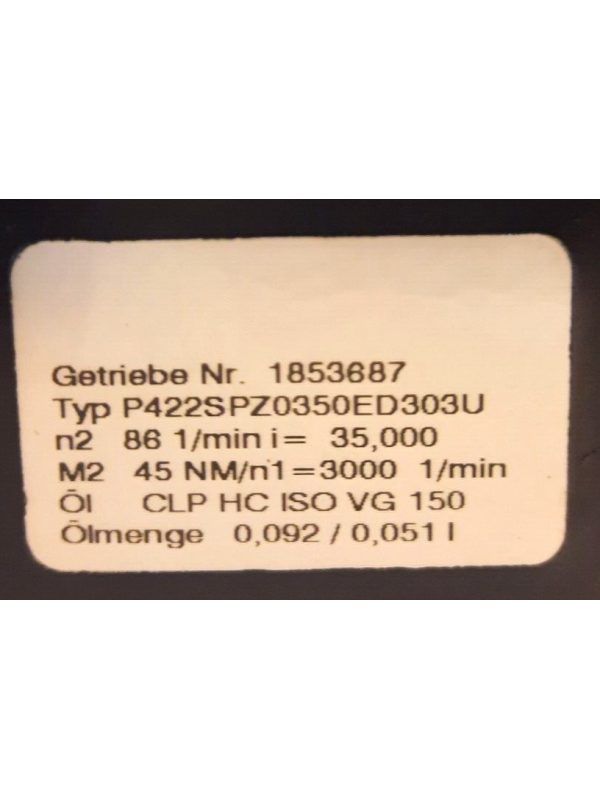 Getriebe Nr. 1853687
Typ P422SPZ0350ED303U
n2 86 1/min i= 35,000
M2 45 NM/n1=3000 1/min
Öl CLP HC ISO VG 150
Ölmenge 0,092 / 0,051 l